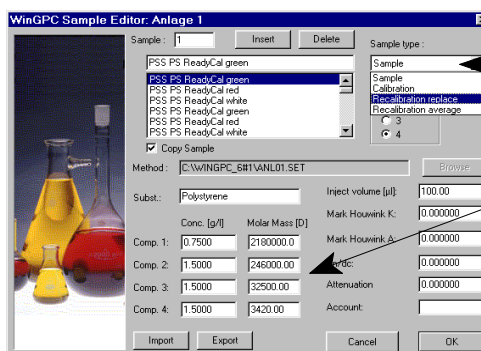 WinGPC Sample Editor: Anlage 1
Sample : 1 Insert Delete Sample type :
PSS PS ReadyCal green Sample
PSS PS ReadyCal green Sample
PSS PS ReadyCal red Calibration
PSS PS ReadyCal white Recalibration replace
PSS PS ReadyCal green Recalibration average
PSS PS ReadyCal red 3
PSS PS ReadyCal white 4
Copy Sample
Method : C:\WINGPC_6#1\ANL01.SET Browse
Subst.: Polystyrene Inject volume [µl]: 100.00
Conc. [g/l] Molar Mass [D] Mark Houwink K: 0.000000
Comp. 1: 0.7500 2180000.0 Mark Houwink A: 0.000000
Comp. 2: 1.5000 246000.00 0.000000
Comp. 3: 1.5000 32500.00 Attenuation 0.000000
Comp. 4: 1.5000 3420.00 Account:
Import Export Cancel OK